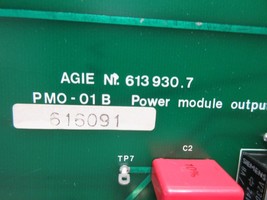 AGIE Nr. 613 930.7
PMO-01 B Power module outpu
616091
C2
TP7